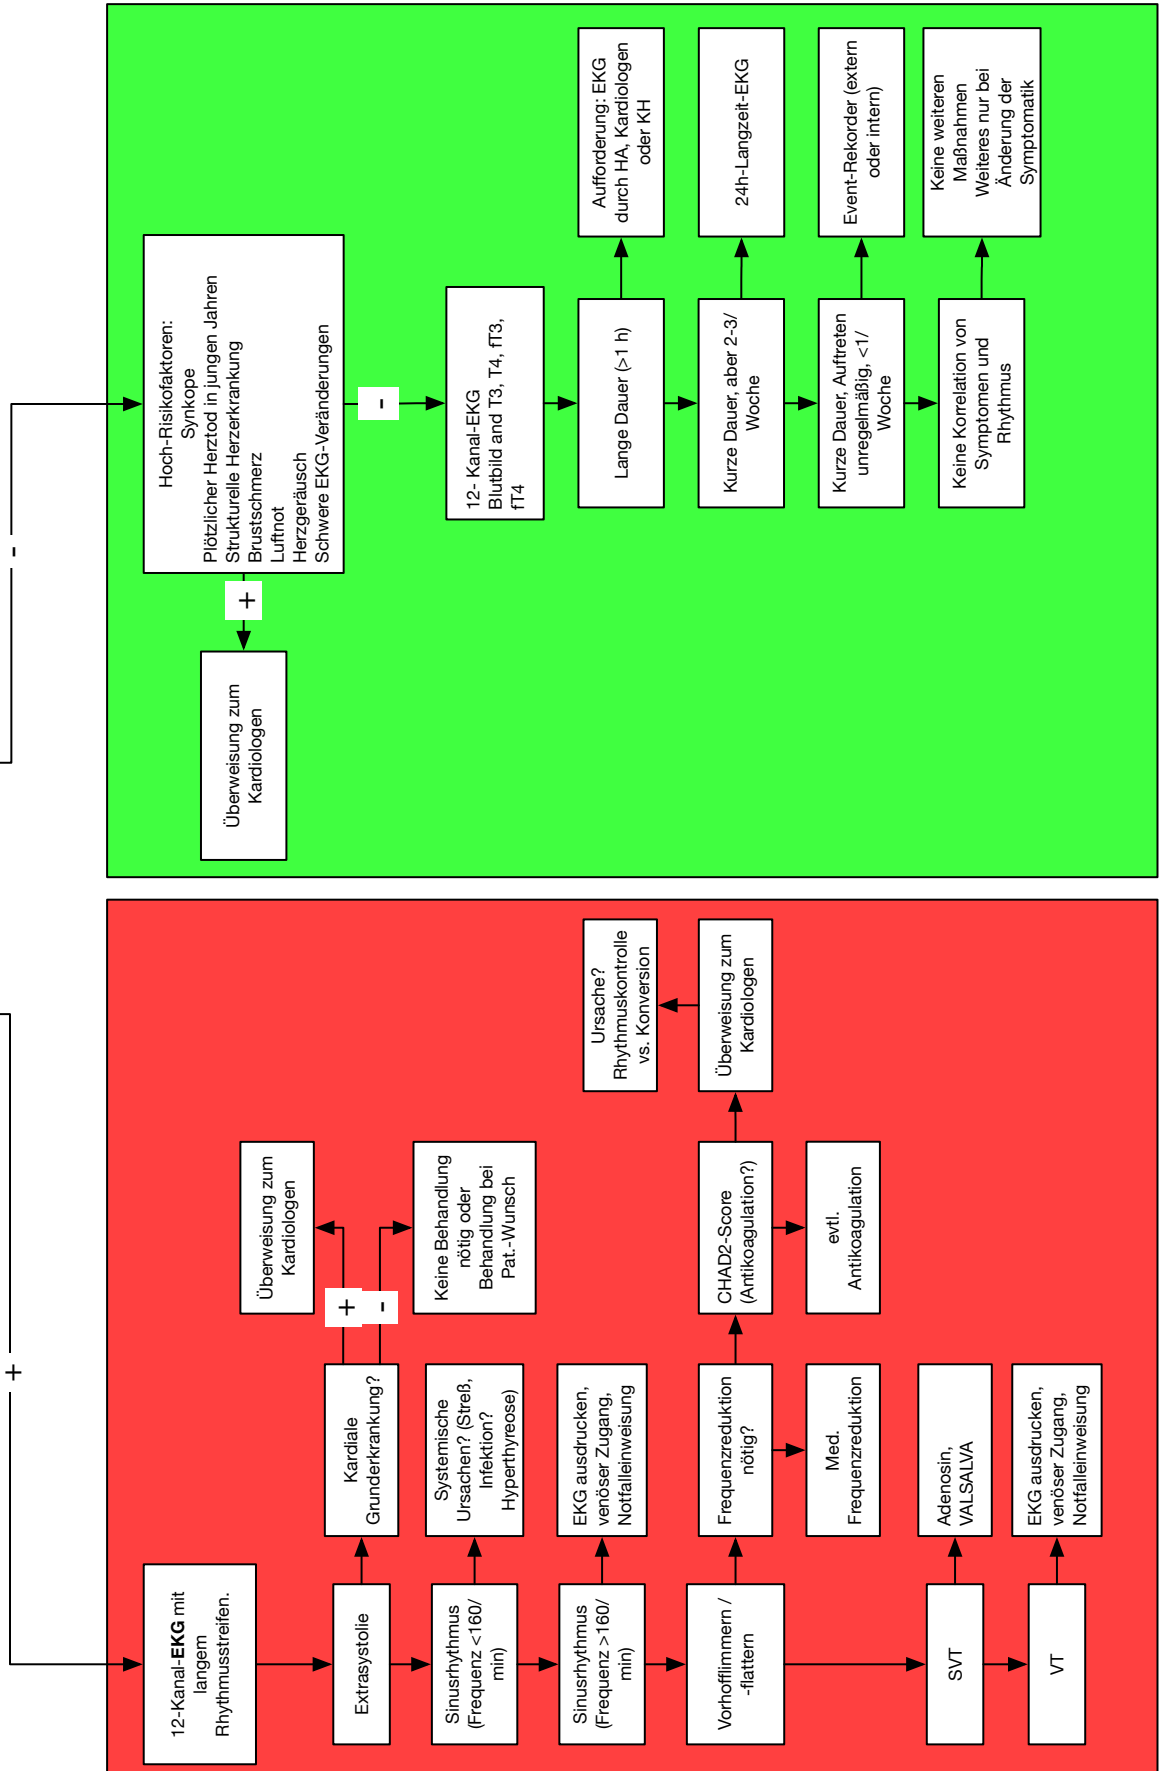 +
12-Kanal-EKG mit
langem
Rhythmusstreifen.
Extrasystolie
Kardiale
Grunderkrankung?
+
Überweisung zum
Kardiologen
-
Keine Behandlung
nötig oder
Behandlung bei
Pat.-Wunsch
Sinusrhythmus
(Frequenz <160/
min)
Systemische
Ursachen? (Streß,
Infektion?
Hyperthyreose)
Sinusrhythmus
(Frequenz >160/
min)
EKG ausdrucken,
venöser Zugang,
Notfalleinweisung
Vorhofflimmern /
-flattern
Frequenzreduktion
nötig?
Med.
Frequenzreduktion
CHAD2-Score
(Antikoagulation?)
evtl.
Antikoagulation
Überweisung zum
Kardiologen
Ursache?
Rhythmuskontrolle
vs. Konversion
SVT
Adenosin,
VALSALVA
VT
EKG ausdrucken,
venöser Zugang,
Notfalleinweisung
-
Hoch-Risikofaktoren:
Synkope
Plötzlicher Herztod in jungen Jahren
Strukturelle Herzerkrankung
Brustschmerz
Luftnot
Herzgeräusch
Schwere EKG-Veränderungen
+
Überweisung zum
Kardiologen
-
12- Kanal-EKG
Blutbild and T3, T4, fT3,
fT4
Lange Dauer (>1 h)
Aufforderung: EKG
durch HA, Kardiologen
oder KH
Kurze Dauer, aber 2-3/
Woche
24h-Langzeit-EKG
Kurze Dauer, Auftreten
unregelmäßig, <1/
Woche
Event-Rekorder (extern
oder intern)
Keine Korrelation von
Symptomen und
Rhythmus
Keine weiteren
Maßnahmen
Weiteres nur bei
Änderung der
Symptomatik